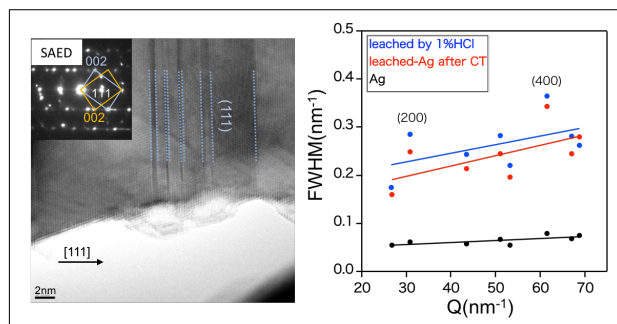 SAED
002
111
002
(111)
[111]
2nm
leached by 1%HCl
leached-Ag after CT
Ag
(200)
(400)
FWHM(nm-1)
0.5
0.4
0.3
0.2
0.1
0.0
20
30
40
50
60
70
Q(nm-1)